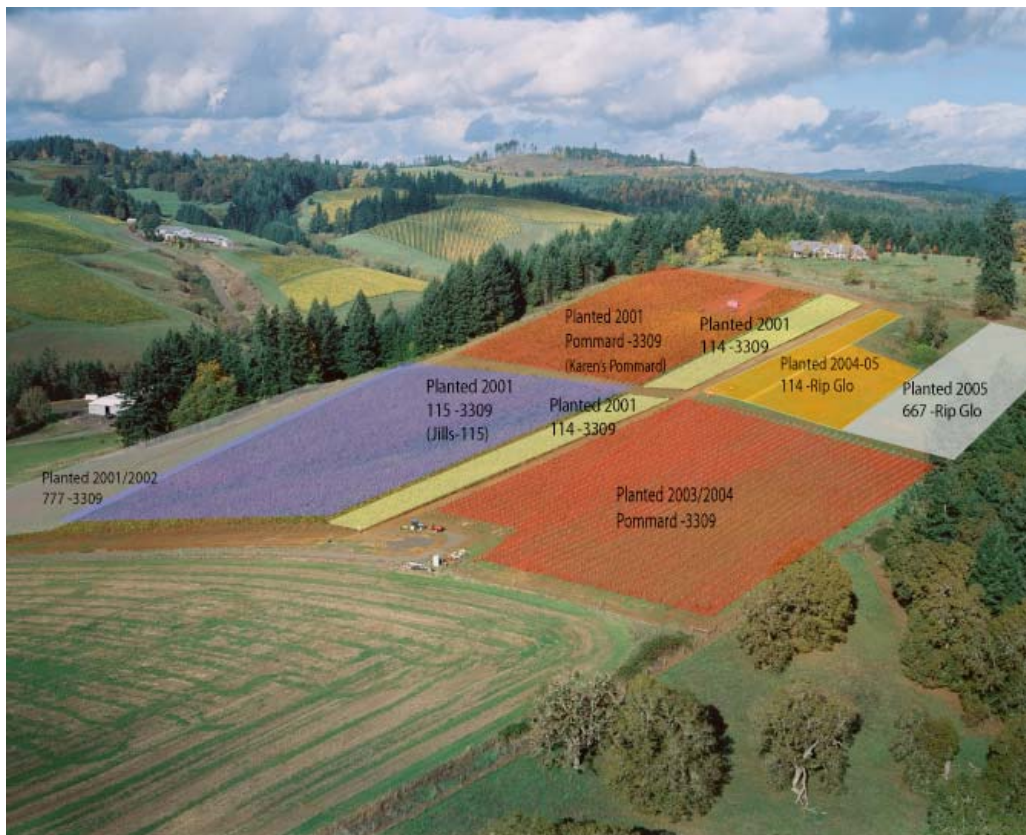 Planted 2001
Pommard -3309
(Karen's Pommard)
Planted 2001
114-3309
Planted 2004-05
114 -Rip Glo
Planted 2005
667 -Rip Glo
Planted 2001
115 -3309
(Jills-115)
Planted 2001
114 -3309
Planted 2001/2002
777 -3309
Planted 2003/2004
Pommard -3309